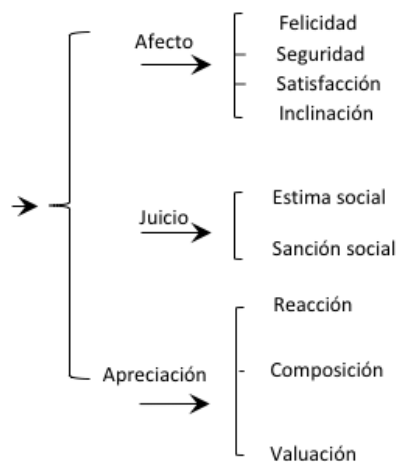 Afecto
Felicidad
Seguridad
Satisfacción
Inclinación
Juicio
Estima social
Sanción social
Apreciación
Reacción
Composición
Valuación